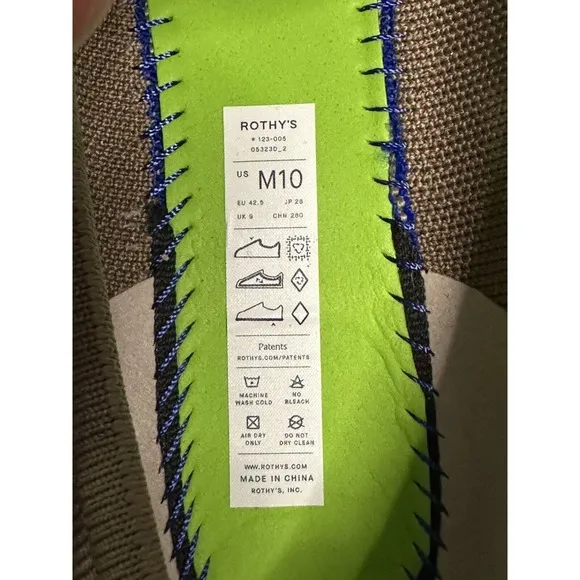 ROTHY'S
# 123-005
05323D_2
US M10
EU 42.5 JP 28
UK 9 CHN 280
Patents
ROTHYS.COM/PATENTS
MACHINE WASH COLD
NO BLEACH
AIR DRY ONLY
DO NOT DRY CLEAN
WWW.ROTHYS.COM
MADE IN CHINA
ROTHY'S, INC.